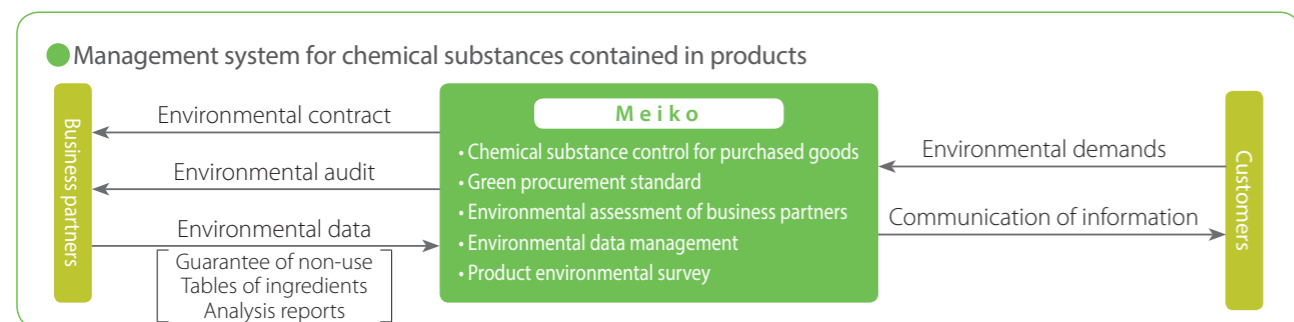 Management system for chemical substances contained in products
Business partners
Environmental contract
Environmental audit
Environmental data
Guarantee of non-use
Tables of ingredients
Analysis reports
Meiko
• Chemical substance control for purchased goods
• Green procurement standard
• Environmental assessment of business partners
• Environmental data management
• Product environmental survey
Environmental demands
Communication of information
Customers